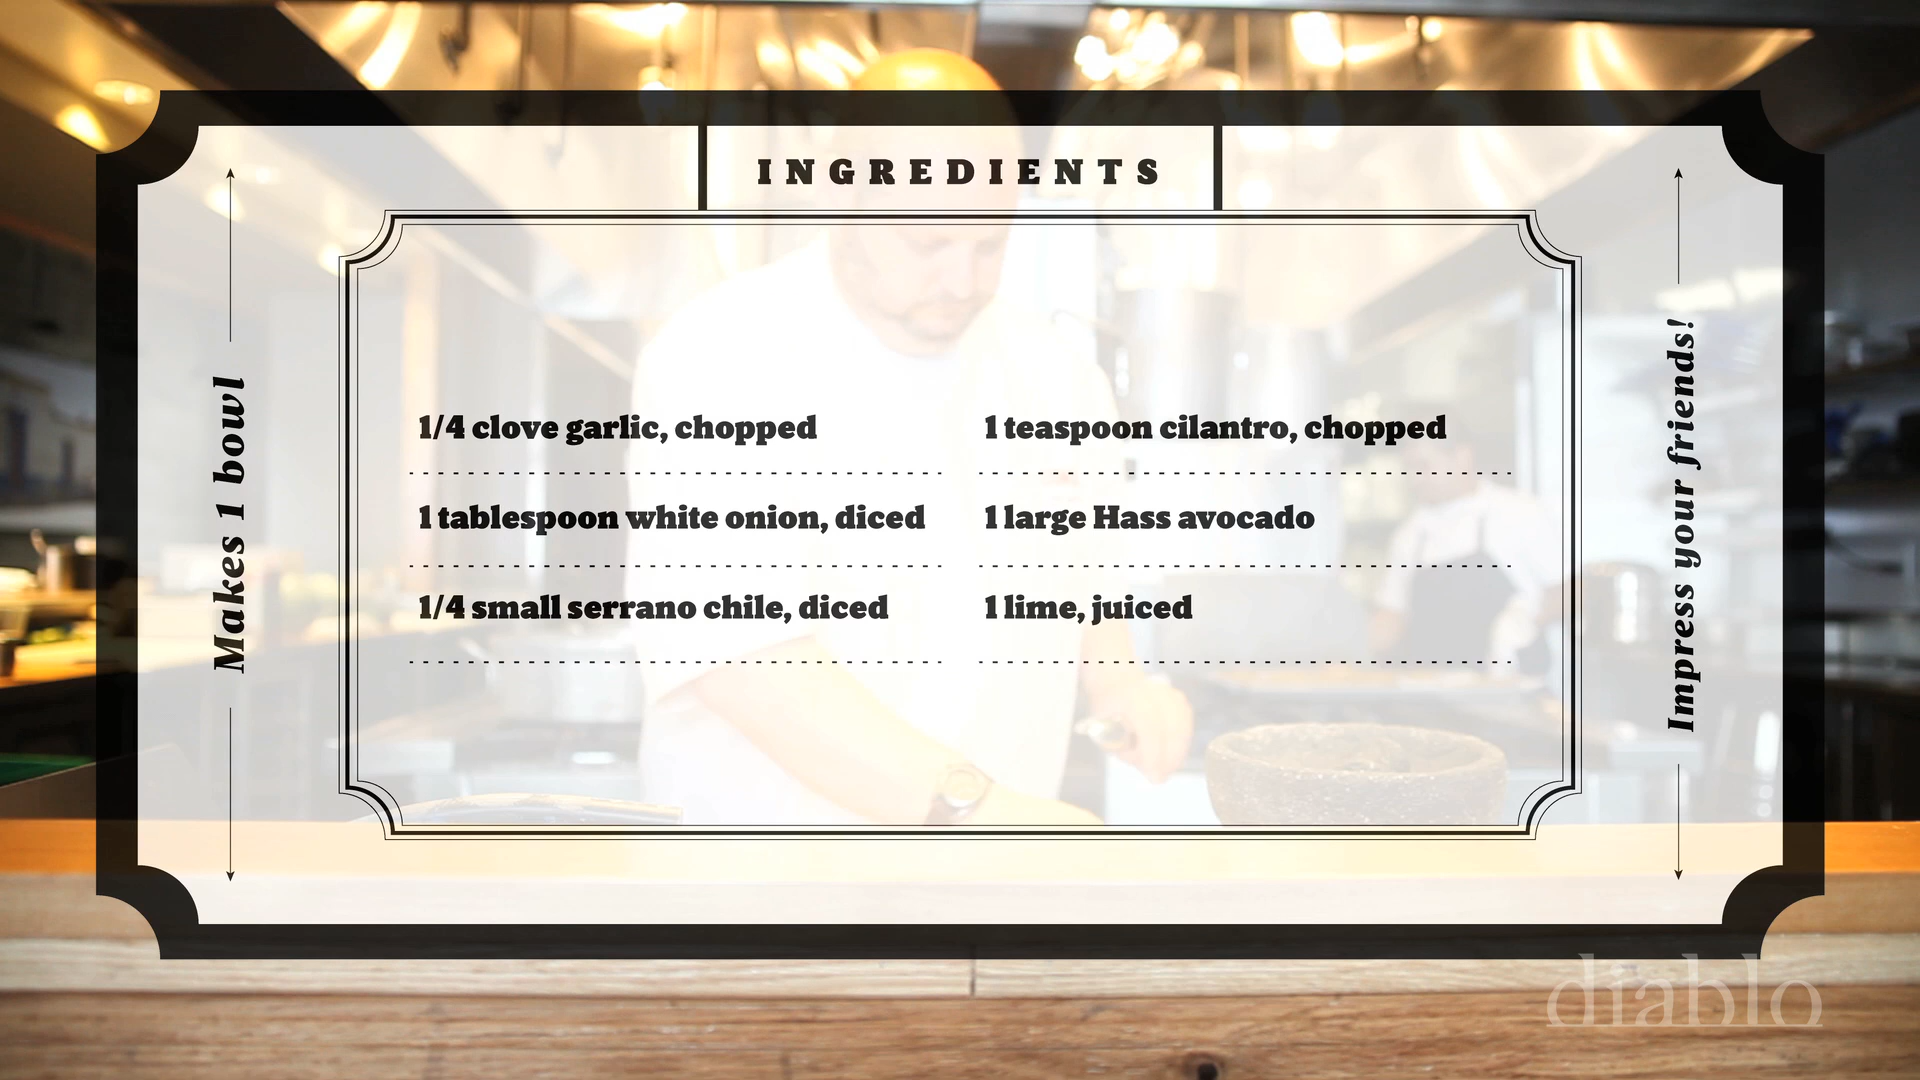 INGREDIENTS
Makes 1 bowl
1/4 clove garlic, chopped
1 tablespoon white onion, diced
1/4 small serrano chile, diced
1 teaspoon cilantro, chopped
1 large Hass avocado
1 lime, juiced
Impress your friends!
diablo